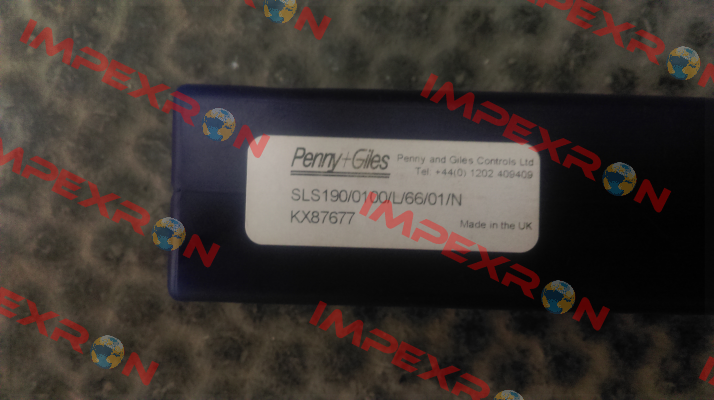 Penny+Giles
Penny and Giles Controls Ltd
Tel: +44(0) 1202 409409
SLS190/0100/L/66/01/N
KX87677
Made in the UK
IMPEXRON
IMPEXRON
IMPEXRON
IMPEXRON
IMPEXRON